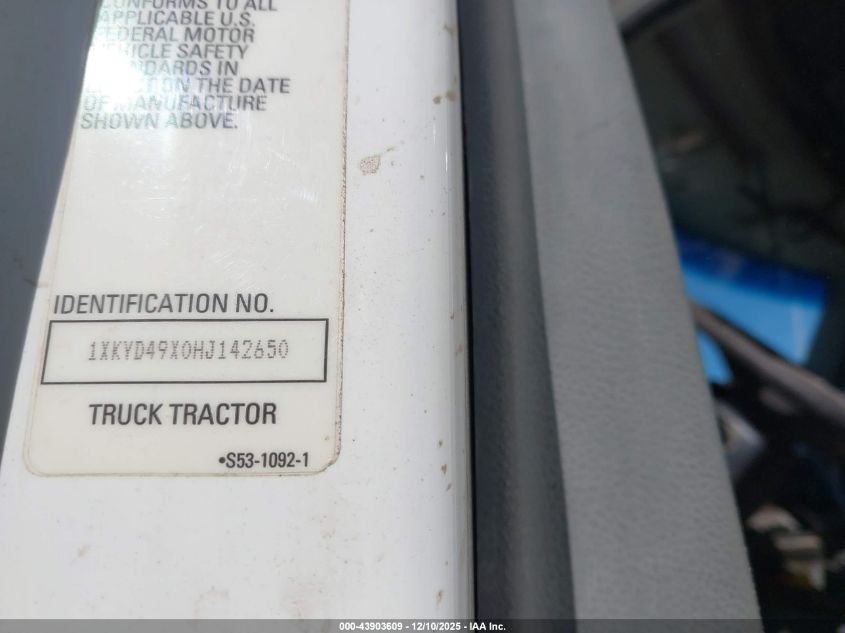 CONFORMS TO ALL
APPLICABLE U.S.
FEDERAL MOTOR
VEHICLE SAFETY
STANDARDS IN
ON THE DATE
OF MANUFACTURE
SHOWN ABOVE.
IDENTIFICATION NO.
1XKYD49X0HJ142650
TRUCK TRACTOR
•S53-1092-1
000-43903609 - 12/10/2025 - IAA Inc.